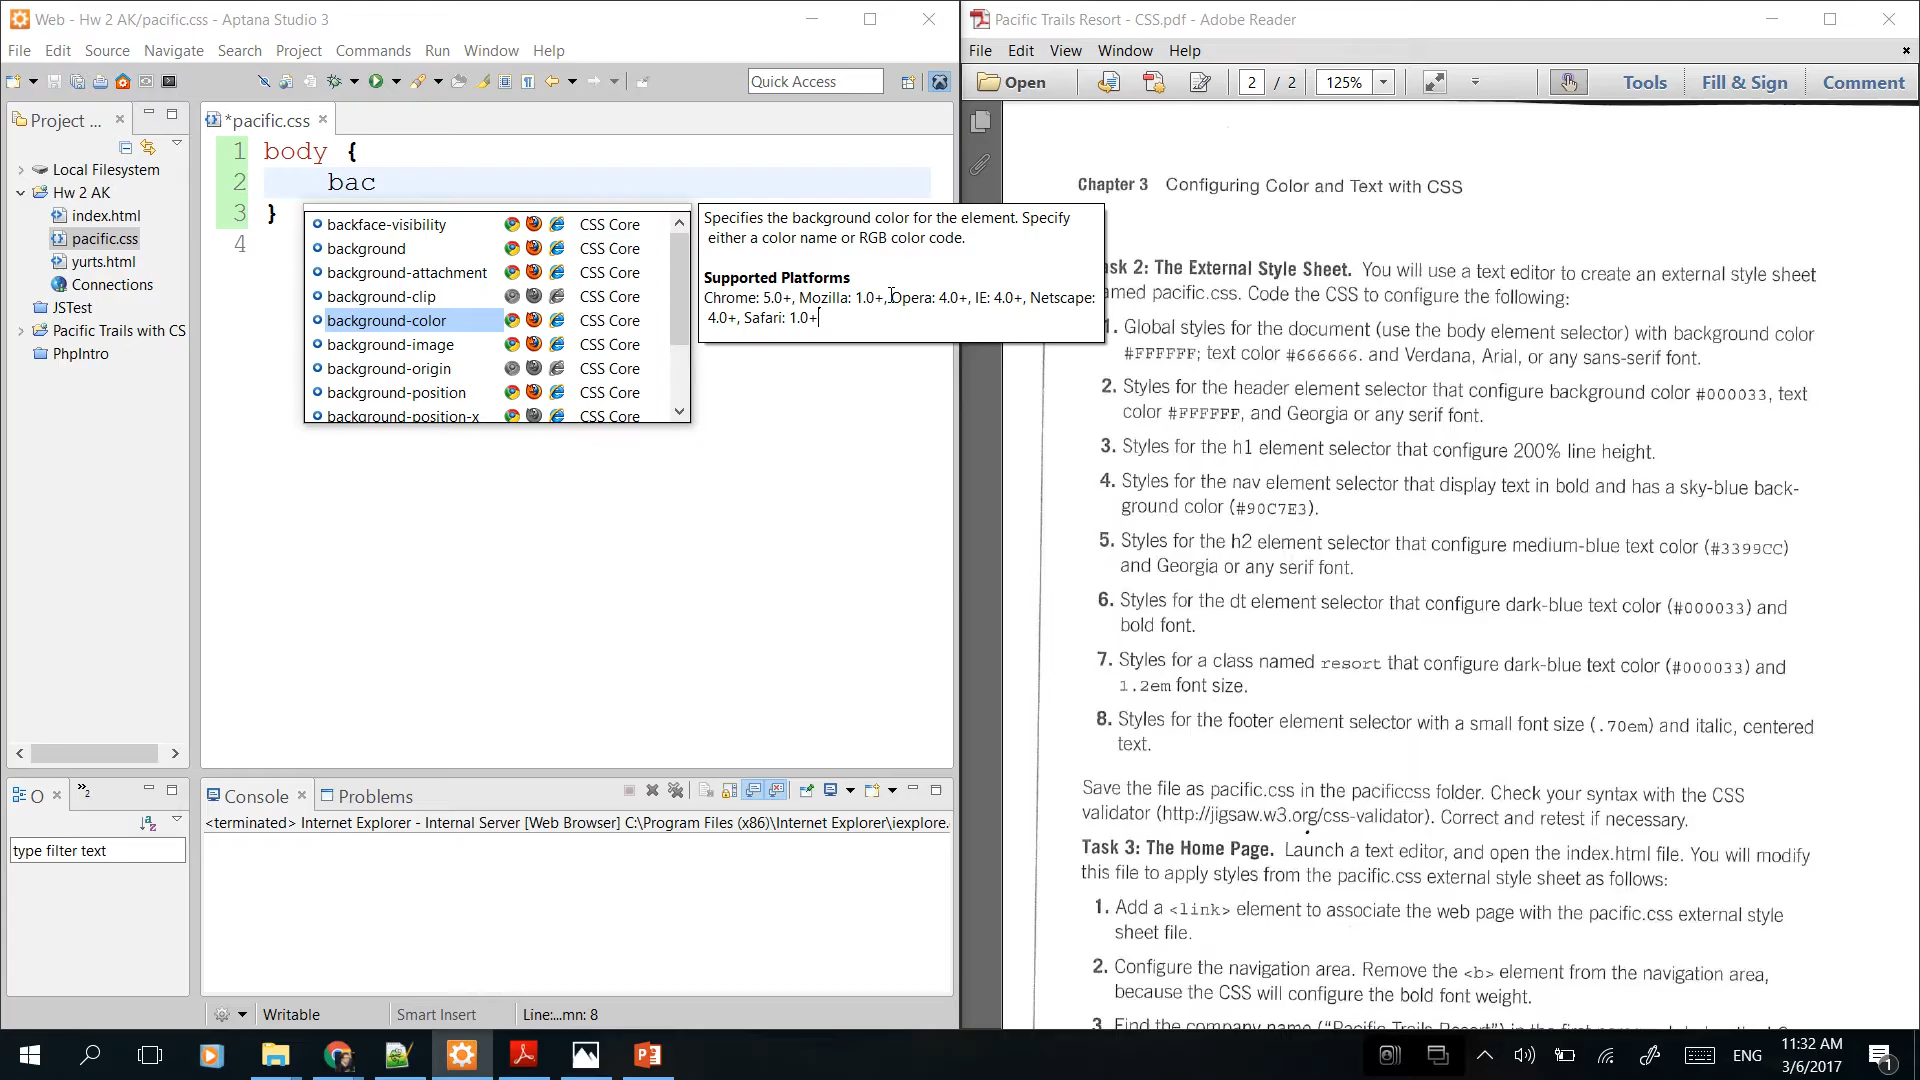 Web - Hw 2 AK/pacific.css - Aptana Studio 3
File Edit Source Navigate Search Project Commands Run Window Help
Quick Access
Project ...
Local Filesystem
Hw 2 AK
index.html
pacific.css
yurts.html
Connections
JSTest
Pacific Trails with CS
PhpIntro
*pacific.css
1 body {
2 bac
3 }
4
backface-visibility CSS Core
background CSS Core
background-attachment CSS Core
background-clip CSS Core
background-color CSS Core
background-image CSS Core
background-origin CSS Core
background-position CSS Core
background-position-x CSS Core
Specifies the background color for the element. Specify
either a color name or RGB color code.
Supported Platforms
Chrome: 5.0+, Mozilla: 1.0+, Opera: 4.0+, IE: 4.0+, Netscape:
4.0+, Safari: 1.0+
O
2
type filter text
Console Problems
<terminated> Internet Explorer - Internal Server [Web Browser] C:\Program Files (x86)\Internet Explorer\iexplore.
Writable Smart Insert Line:...mn: 8
Pacific Trails Resort - CSS.pdf - Adobe Reader
File Edit View Window Help
Open 2 / 2 125% Tools Fill & Sign Comment
Chapter 3 Configuring Color and Text with CSS
ask 2: The External Style Sheet. You will use a text editor to create an external style sheet
amed pacific.css. Code the CSS to configure the following:
1. Global styles for the document (use the body element selector) with background color
#FFFFFF; text color #666666. and Verdana, Arial, or any sans-serif font.
2. Styles for the header element selector that configure background color #000033, text
color #FFFFFF, and Georgia or any serif font.
3. Styles for the h1 element selector that configure 200% line height.
4. Styles for the nav element selector that display text in bold and has a sky-blue back-
ground color (#90C7E3).
5. Styles for the h2 element selector that configure medium-blue text color (#3399CC)
and Georgia or any serif font.
6. Styles for the dt element selector that configure dark-blue text color (#000033) and
bold font.
7. Styles for a class named resort that configure dark-blue text color (#000033) and
1.2em font size.
8. Styles for the footer element selector with a small font size (.70em) and italic, centered
text.
Save the file as pacific.css in the pacificcss folder. Check your syntax with the CSS
validator (http://jigsaw.w3.org/css-validator). Correct and retest if necessary.
Task 3: The Home Page. Launch a text editor, and open the index.html file. You will modify
this file to apply styles from the pacific.css external style sheet as follows:
1. Add a <link> element to associate the web page with the pacific.css external style
sheet file.
2. Configure the navigation area. Remove the <b> element from the navigation area,
because the CSS will configure the bold font weight.
3. Find the company name ("Pacific Trails Resort") in the first
ENG
11:32 AM
3/6/2017
1